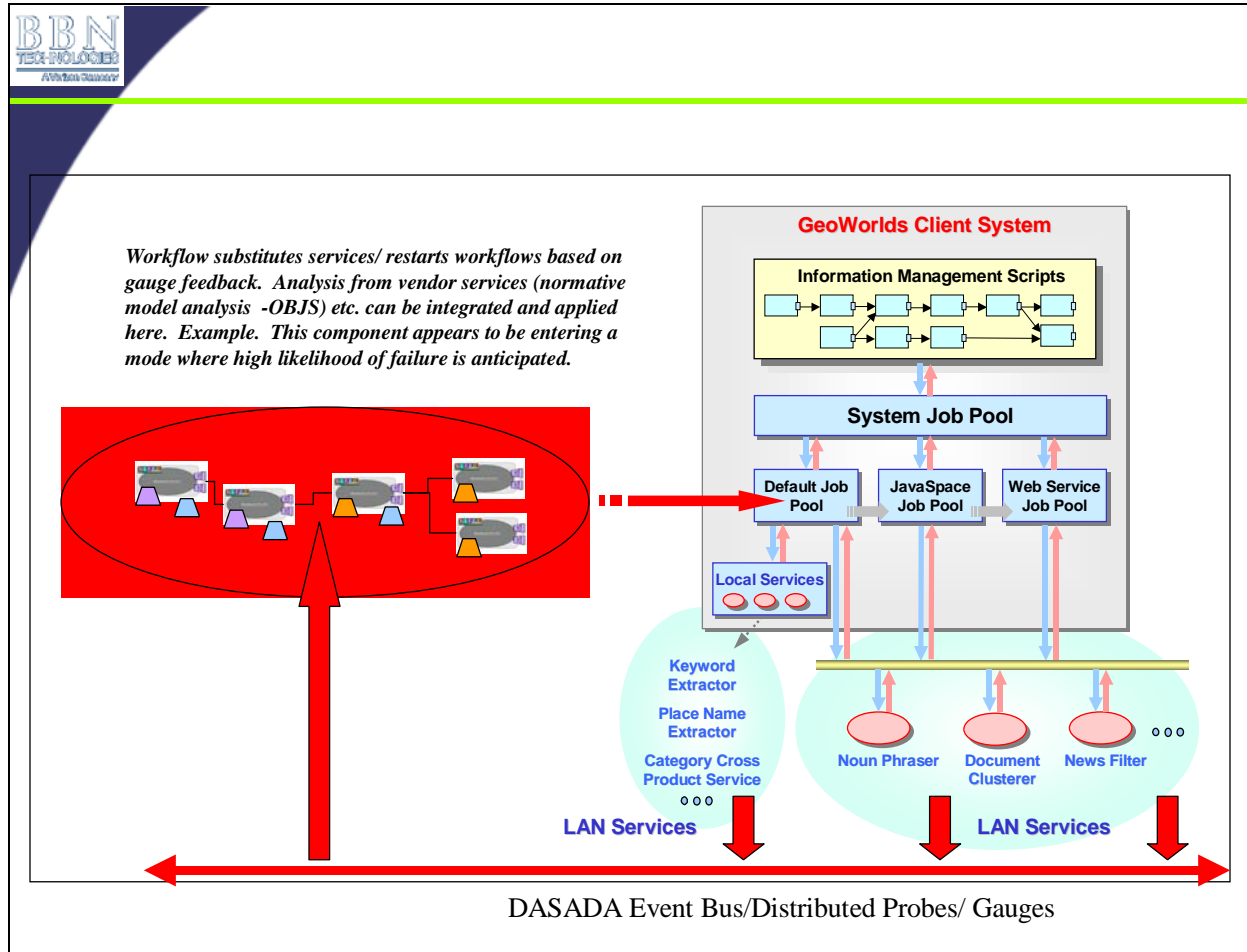 BBN
TECHNOLOGIES
A Verizon Company
Workflow substitutes services/ restarts workflows based on
gauge feedback. Analysis from vendor services (normative
model analysis -OBJS) etc. can be integrated and applied
here. Example. This component appears to be entering a
mode where high likelihood of failure is anticipated.
GeoWorlds Client System
Information Management Scripts
System Job Pool
Default Job
Pool
JavaSpace
Job Pool
Web Service
Job Pool
Local Services
Keyword
Extractor
Place Name
Extractor
Category Cross
Product Service
Noun Phraser
Document
Clusterer
News Filter
LAN Services
LAN Services
DASADA Event Bus/Distributed Probes/ Gauges